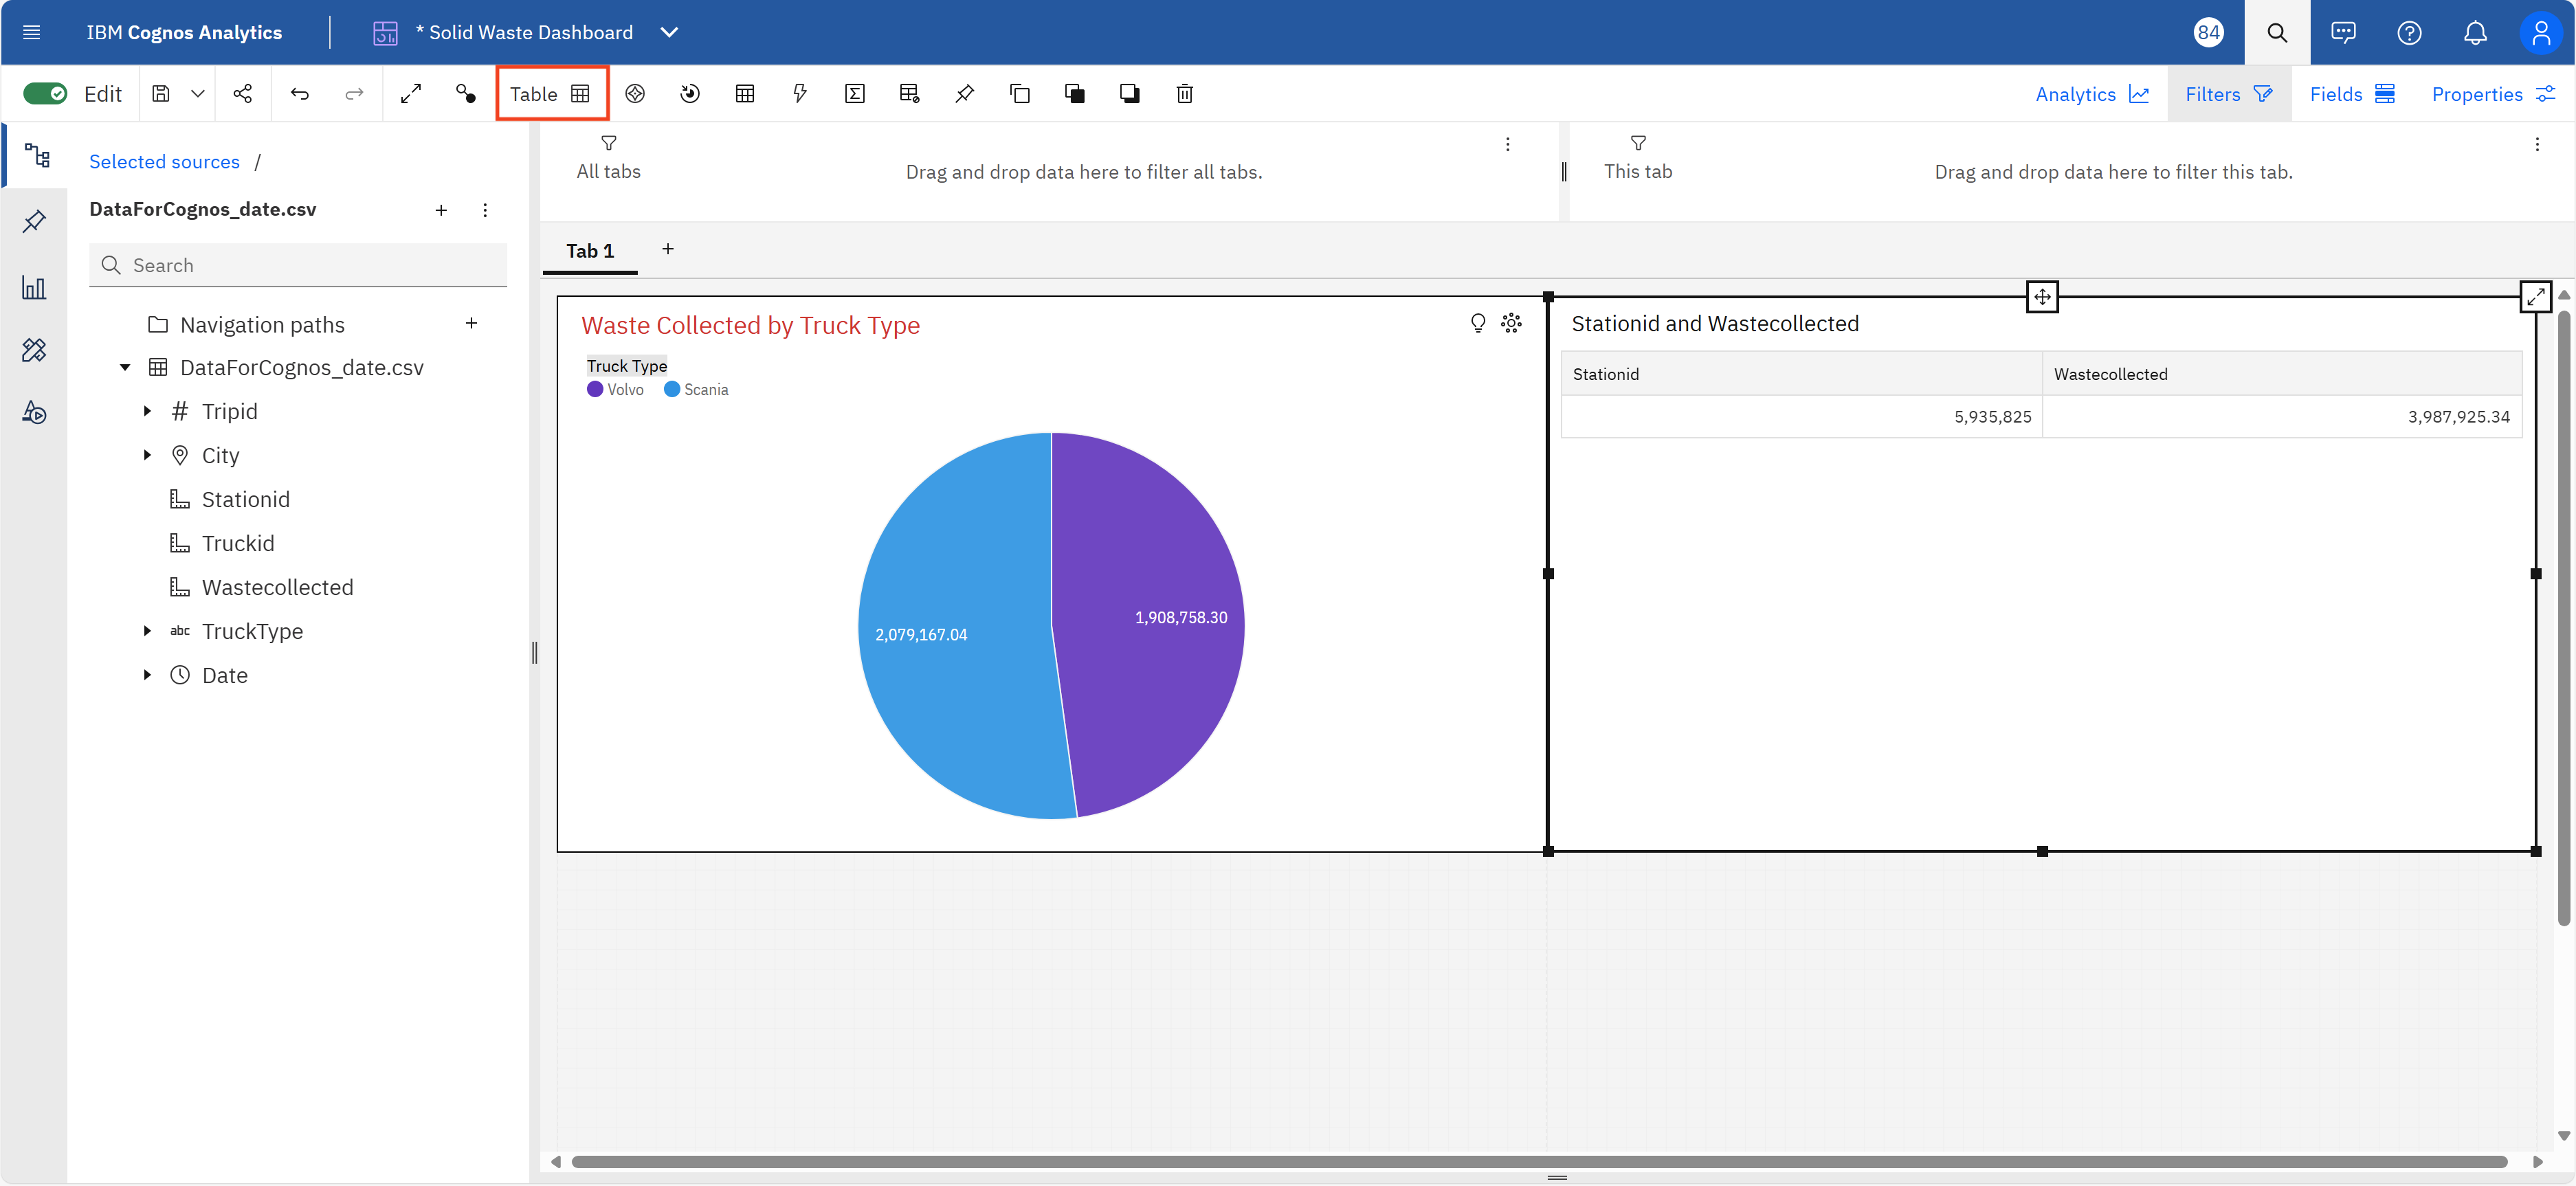 IBM Cognos Analytics
* Solid Waste Dashboard
84
Edit
Table
Analytics
Filters
Fields
Properties
Selected sources /
DataForCognos_date.csv
Search
Navigation paths
DataForCognos_date.csv
Tripid
City
Stationid
Truckid
Wastecollected
abc TruckType
Date
All tabs
Drag and drop data here to filter all tabs.
This tab
Drag and drop data here to filter this tab.
Tab 1
Waste Collected by Truck Type
Truck Type
Volvo Scania
2,079,167.04
1,908,758.30
Stationid and Wastecollected
Stationid Wastecollected
5,935,825 3,987,925.34